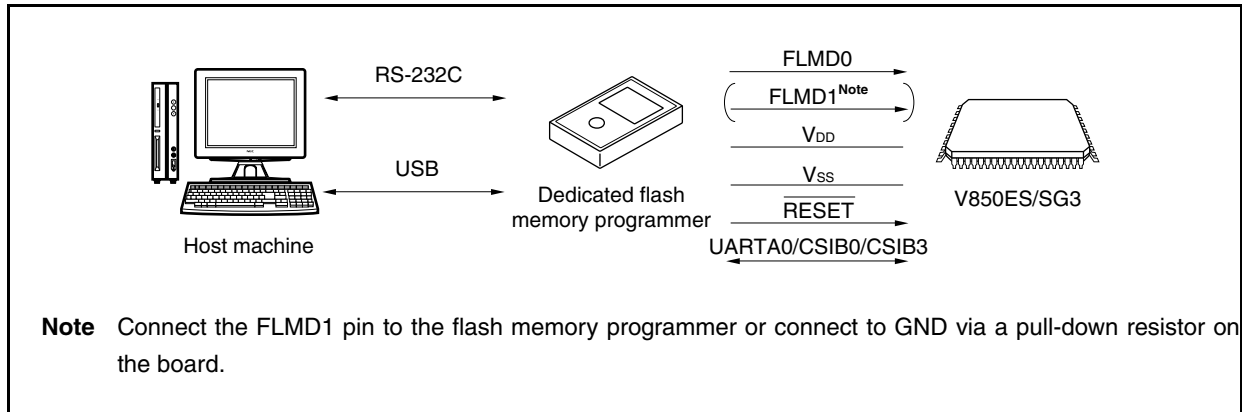 RS-232C
USB
Host machine
Dedicated flash
memory programmer
FLMD0
FLMD1Note
VDD
VSS
RESET
UARTA0/CSIB0/CSIB3
V850ES/SG3
Note Connect the FLMD1 pin to the flash memory programmer or connect to GND via a pull-down resistor on
the board.